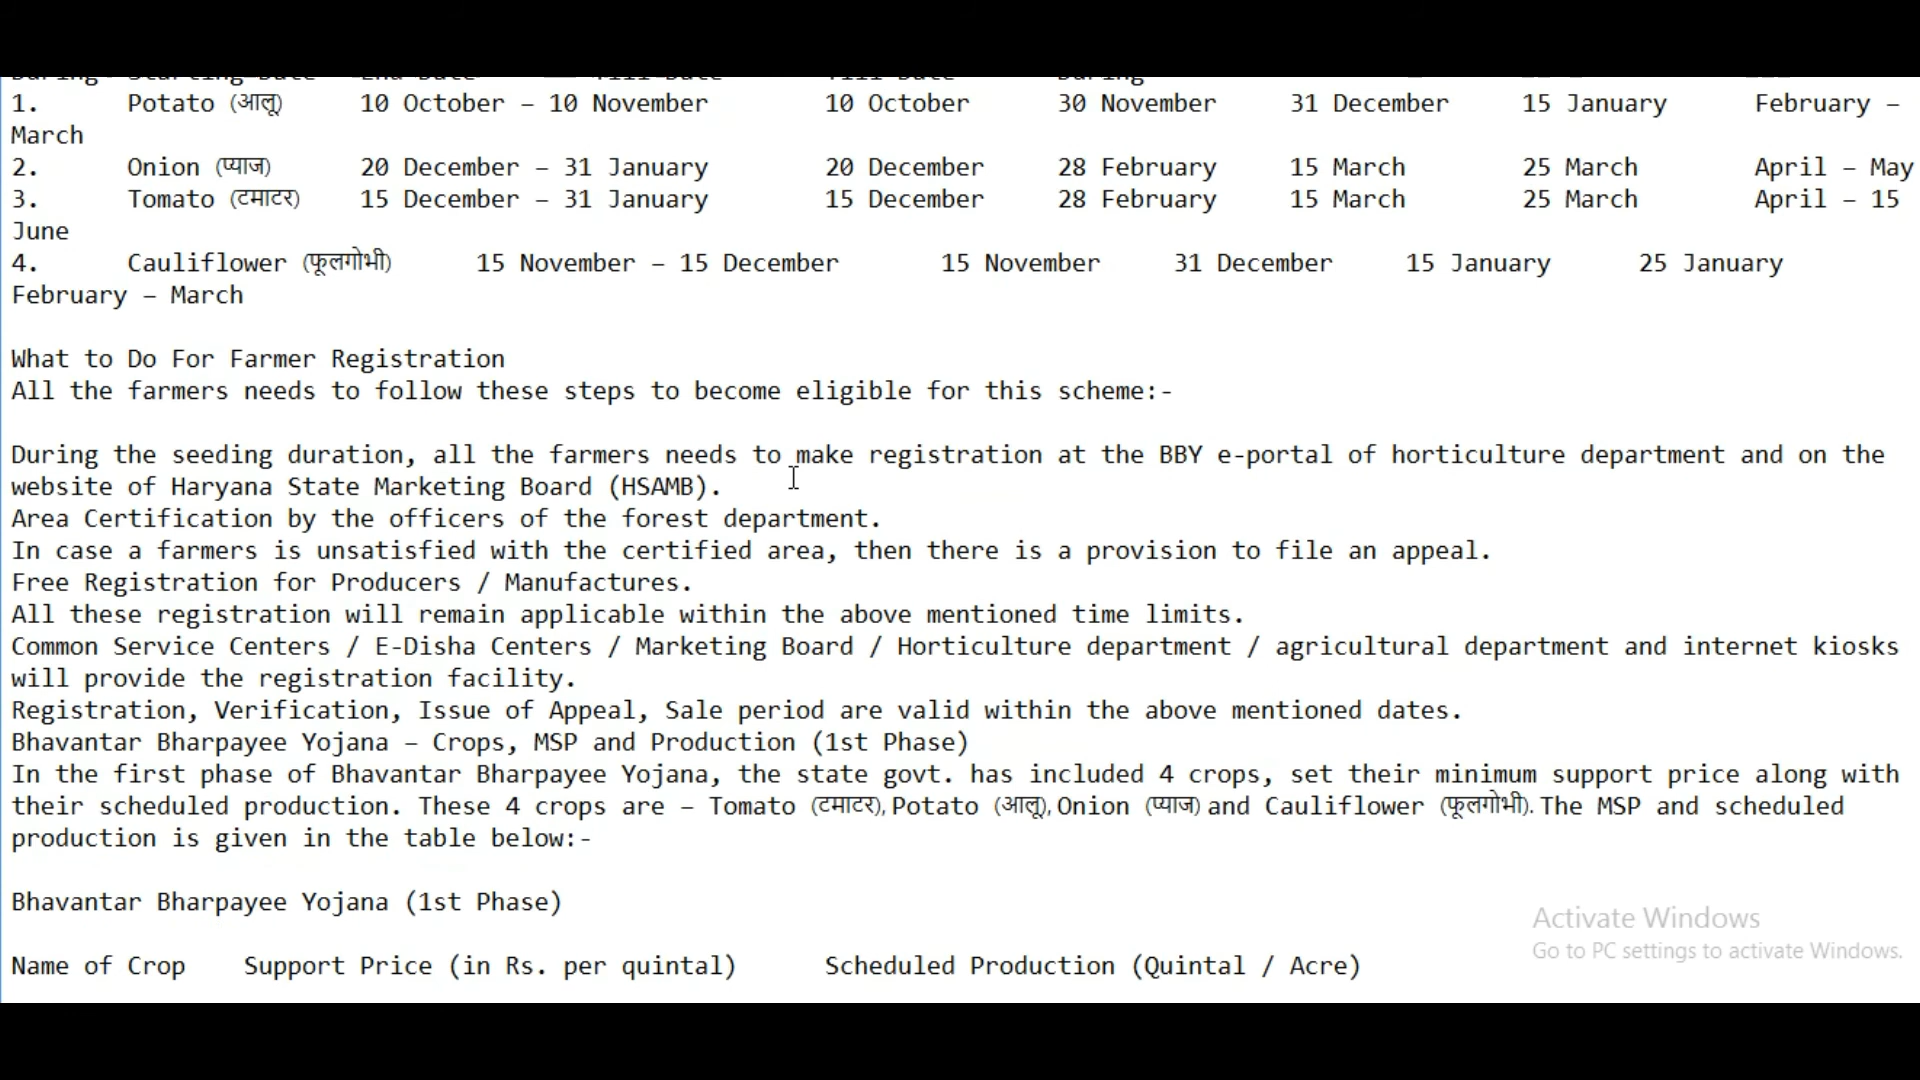 1. Potato (आलू) 10 October – 10 November 10 October 30 November 31 December 15 January February –
March
2. Onion (प्याज) 20 December – 31 January 20 December 28 February 15 March 25 March April – May
3. Tomato (टमाटर) 15 December – 31 January 15 December 28 February 15 March 25 March April – 15
June
4. Cauliflower (फूलगोभी) 15 November – 15 December 15 November 31 December 15 January 25 January
February – March
What to Do For Farmer Registration
All the farmers needs to follow these steps to become eligible for this scheme:-
During the seeding duration, all the farmers needs to make registration at the BBY e-portal of horticulture department and on the
website of Haryana State Marketing Board (HSAMB).
Area Certification by the officers of the forest department.
In case a farmers is unsatisfied with the certified area, then there is a provision to file an appeal.
Free Registration for Producers / Manufactures.
All these registration will remain applicable within the above mentioned time limits.
Common Service Centers / E-Disha Centers / Marketing Board / Horticulture department / agricultural department and internet kiosks
will provide the registration facility.
Registration, Verification, Issue of Appeal, Sale period are valid within the above mentioned dates.
Bhavantar Bharpayee Yojana – Crops, MSP and Production (1st Phase)
In the first phase of Bhavantar Bharpayee Yojana, the state govt. has included 4 crops, set their minimum support price along with
their scheduled production. These 4 crops are – Tomato (टमाटर), Potato (आलू), Onion (प्याज) and Cauliflower (फूलगोभी). The MSP and scheduled
production is given in the table below:-
Bhavantar Bharpayee Yojana (1st Phase)
Activate Windows
Go to PC settings to activate Windows.
Name of Crop Support Price (in Rs. per quintal) Scheduled Production (Quintal / Acre)